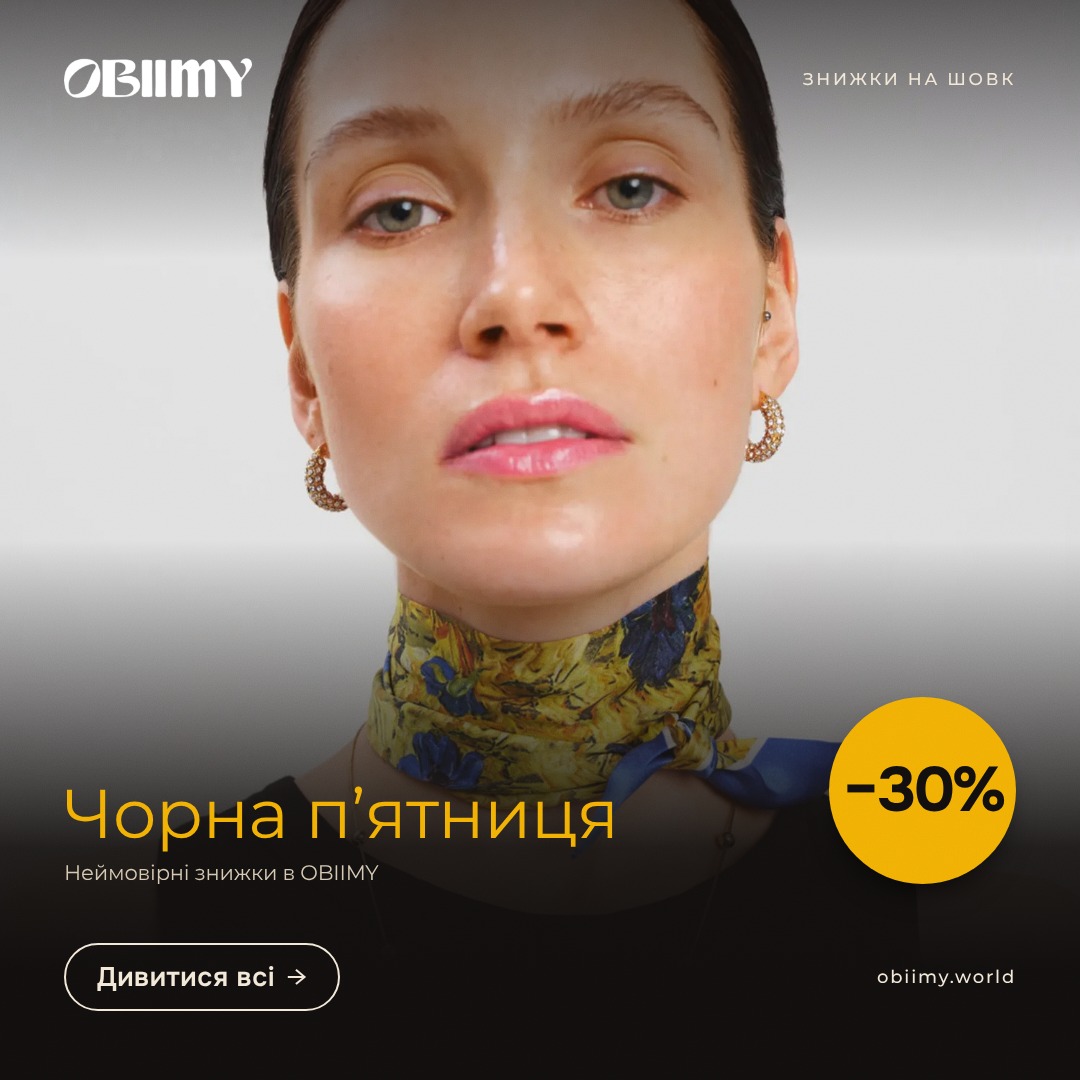 OBIIMY
ЗНИЖКИ НА ШОВК
Чорна п’ятниця
−30%
Неймовірні знижки в OBIIMY
Дивитися всі →
obiimy.world